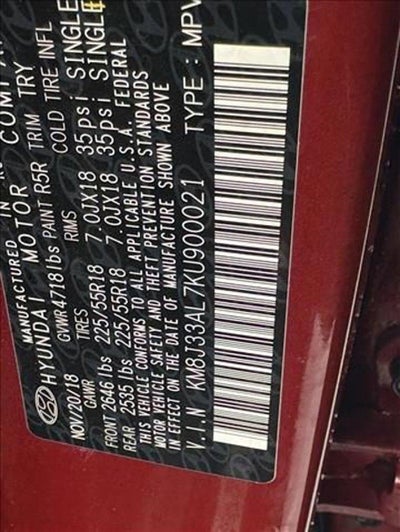 MANUFACTURED IN
HYUNDAI MOTOR COMPA
GVWR 4718 lbs PAINT R5R TRIM TRY
NOV/20/18 TIRES RIMS COLD TIRE INFL
GAWR
FRONT 2646 lbs 225/55R18 7.0JX18 35psi SINGLE
REAR 2535 lbs 225/55R18 7.0JX18 35psi SINGLE
THIS VEHICLE CONFORMS TO ALL APPLICABLE U.S.A. FEDERAL
MOTOR VEHICLE SAFETY AND THEFT PREVENTION STANDARDS
IN EFFECT ON THE DATE OF MANUFACTURE SHOWN ABOVE
V.I.N KM8J33AL7KU900021 TYPE: MPV